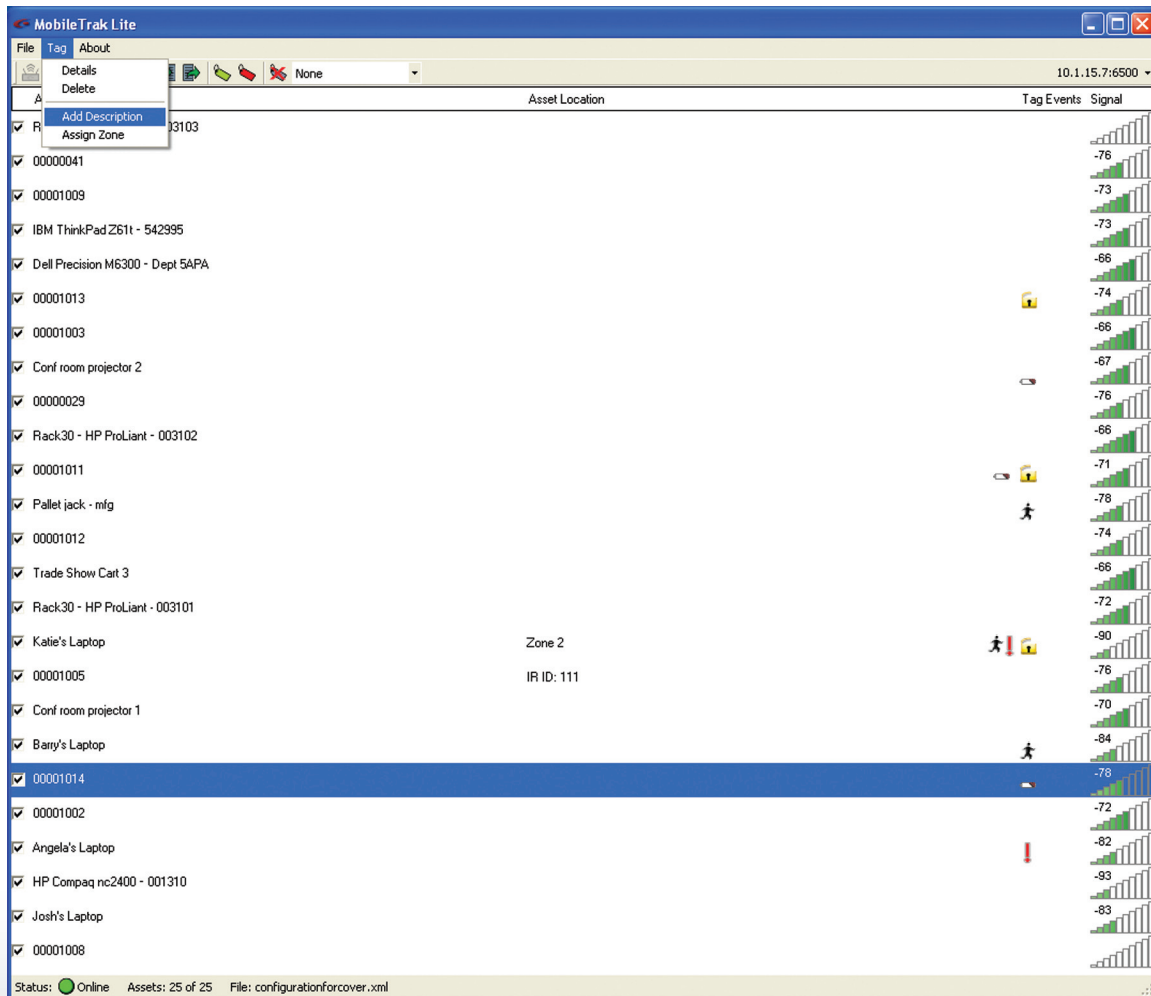 MobileTrak Lite
File Tag About
Details
Delete
Add Description
Assign Zone
None
10.1.15.7:6500
A Asset Location Tag Events Signal
R 03103
00000041 -76
00001009 -73
IBM ThinkPad Z61t - 542995 -73
Dell Precision M6300 - Dept 5APA -66
00001013 -74
00001003 -66
Conf room projector 2 -67
00000029 -76
Rack30 - HP ProLiant - 003102 -66
00001011 -71
Pallet jack - mfg -78
00001012 -74
Trade Show Cart 3 -66
Rack30 - HP ProLiant - 003101 -72
Katie's Laptop Zone 2 -90
00001005 IR ID: 111 -76
Conf room projector 1 -70
Barry's Laptop -84
00001014 -78
00001002 -72
Angela's Laptop -82
HP Compaq nc2400 - 001310 -93
Josh's Laptop -83
00001008
Status: Online Assets: 25 of 25 File: configurationforcover.xml